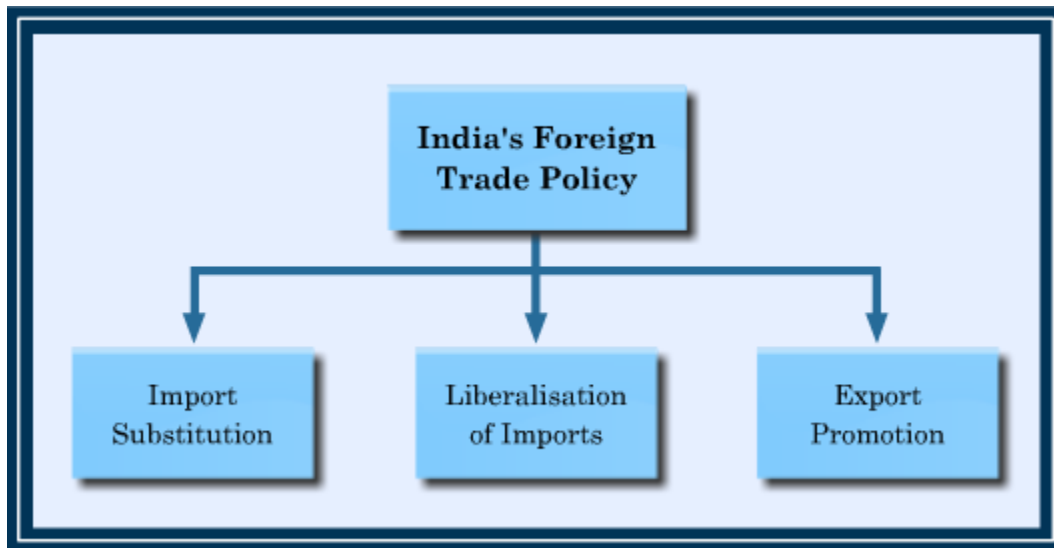 India's Foreign
Trade Policy
Import
Substitution
Liberalisation
of Imports
Export
Promotion